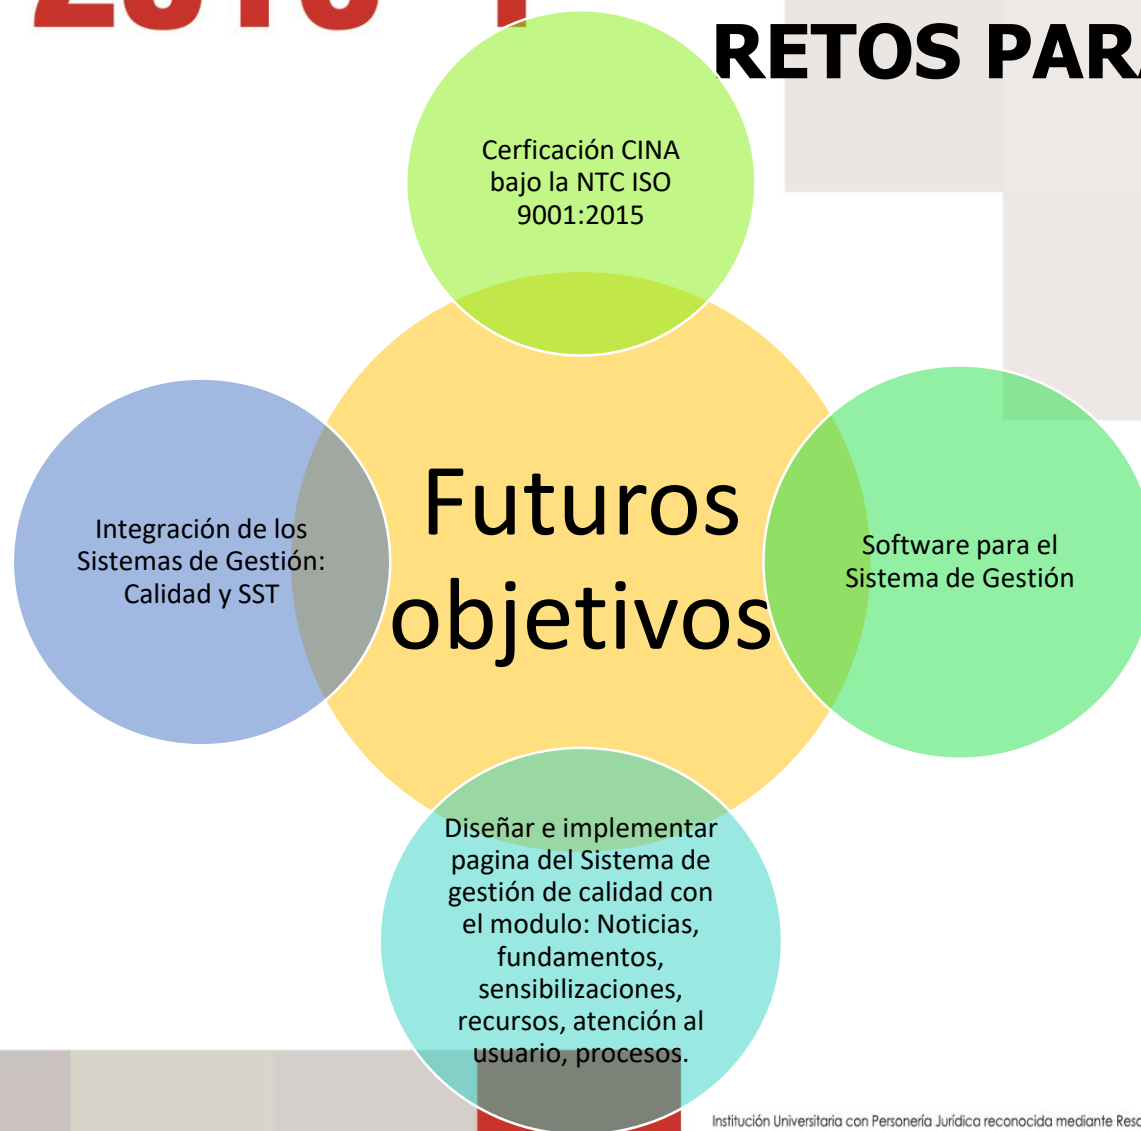 RETOS PARA
Cerficación CINA
bajo la NTC ISO
9001:2015
Integración de los
Sistemas de Gestión:
Calidad y SST
Futuros
objetivos
Software para el
Sistema de Gestión
Diseñar e implementar
pagina del Sistema de
gestión de calidad con
el modulo: Noticias,
fundamentos,
sensibilizaciones,
recursos, atención al
usuario, procesos.
Institución Universitaria con Personería Jurídica reconocida mediante